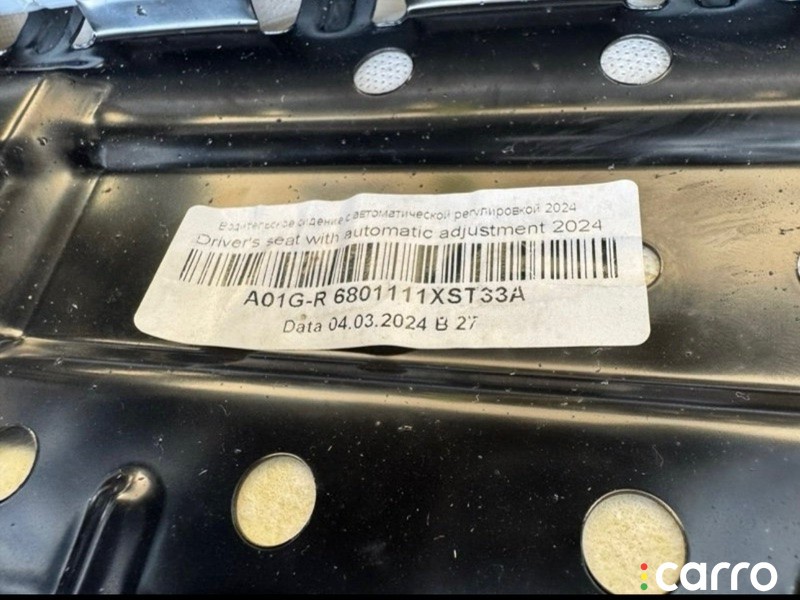 Водительское сидение с автоматической регулировкой 2024
Driver's seat with automatic adjustment 2024
A01G-R 6801111XST33A
Data 04.03.2024 B 27
carro